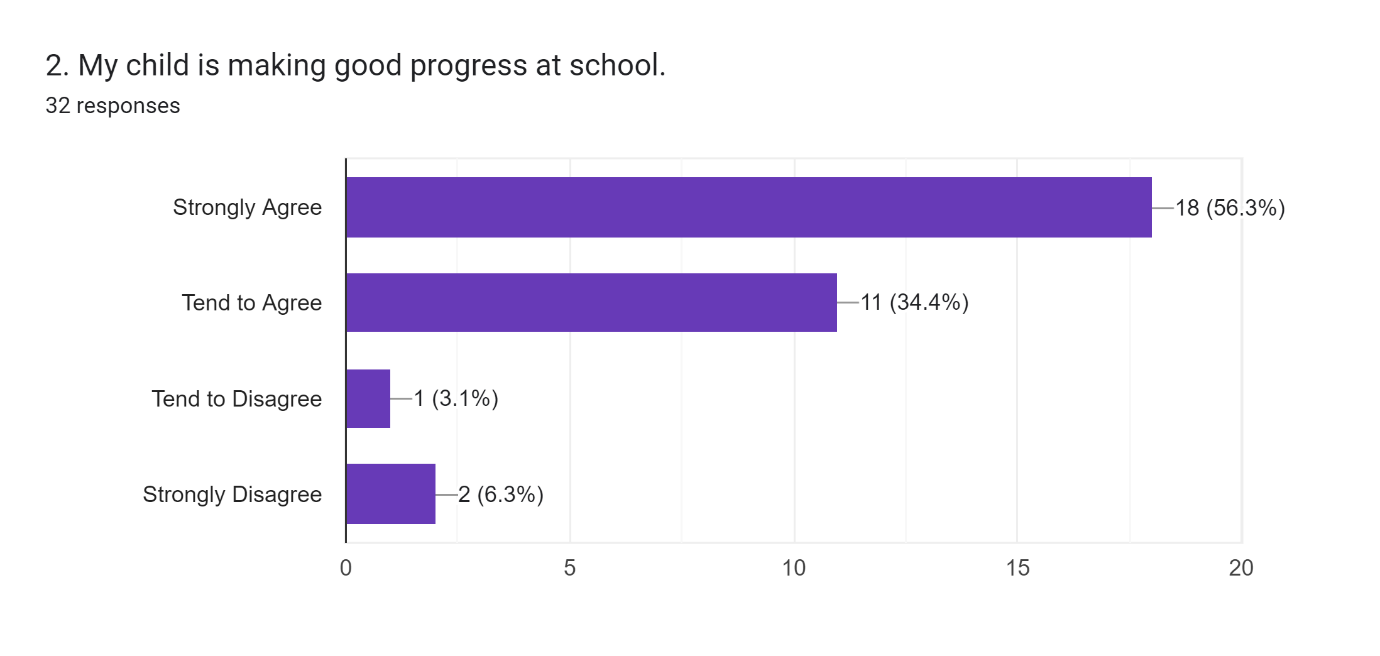 2. My child is making good progress at school.
32 responses
Strongly Agree 18 (56.3%)
Tend to Agree 11 (34.4%)
Tend to Disagree 1 (3.1%)
Strongly Disagree 2 (6.3%)
0 5 10 15 20